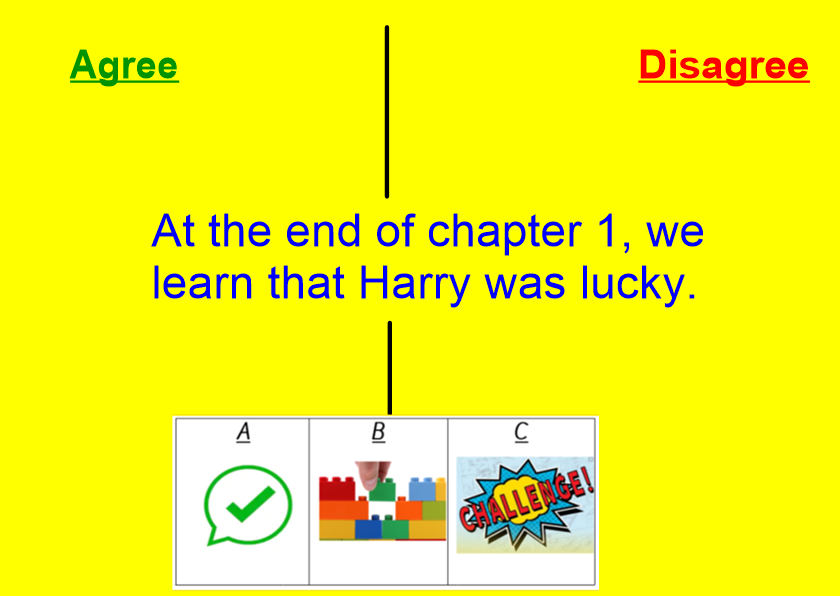 Agree
Disagree
At the end of chapter 1, we
learn that Harry was lucky.
A
B
C
CHALLENGE!